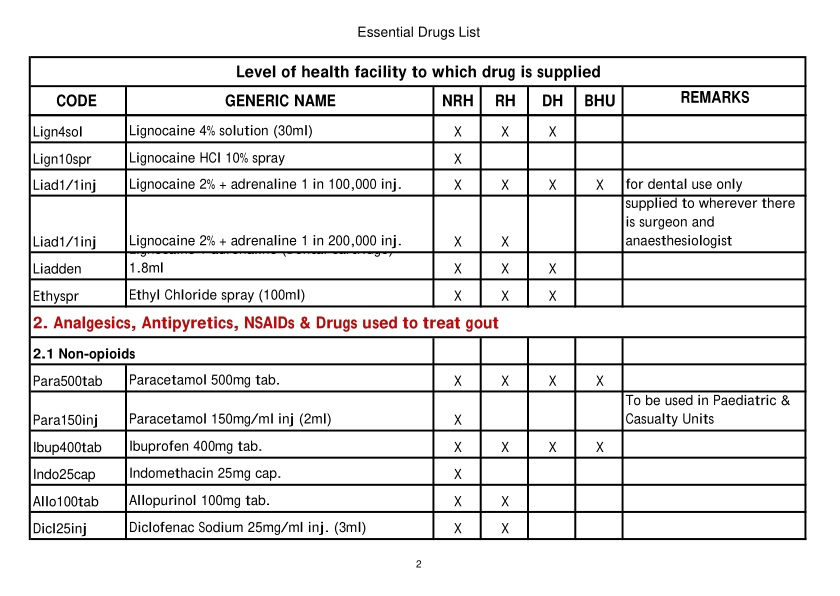 Essential Drugs List
Level of health facility to which drug is supplied
CODE GENERIC NAME NRH RH DH BHU REMARKS
Lign4sol Lignocaine 4% solution (30ml) X X X
Lign10spr Lignocaine HCl 10% spray X
Liad1/1inj Lignocaine 2% + adrenaline 1 in 100,000 inj. X X X X for dental use only
supplied to wherever there
is surgeon and
Liad1/1inj Lignocaine 2% + adrenaline 1 in 200,000 inj. X X anaesthesiologist
Liadden 1.8ml X X X
Ethyspr Ethyl Chloride spray (100ml) X X X
2. Analgesics, Antipyretics, NSAIDs & Drugs used to treat gout
2.1 Non-opioids
Para500tab Paracetamol 500mg tab. X X X X
To be used in Paediatric &
Para150inj Paracetamol 150mg/ml inj (2ml) X Casualty Units
Ibup400tab Ibuprofen 400mg tab. X X X X
Indo25cap Indomethacin 25mg cap. X
Allo100tab Allopurinol 100mg tab. X X
Dicl25inj Diclofenac Sodium 25mg/ml inj. (3ml) X X
2